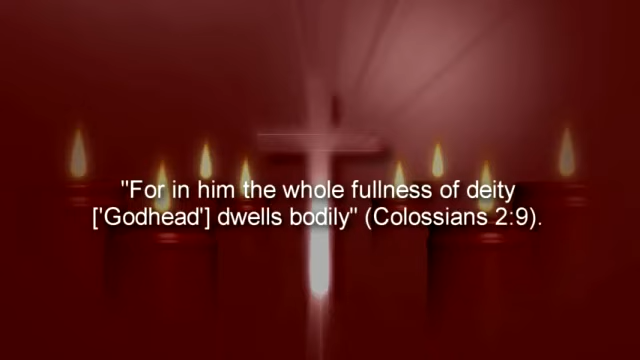 "For in him the whole fullness of deity
['Godhead'] dwells bodily" (Colossians 2:9).